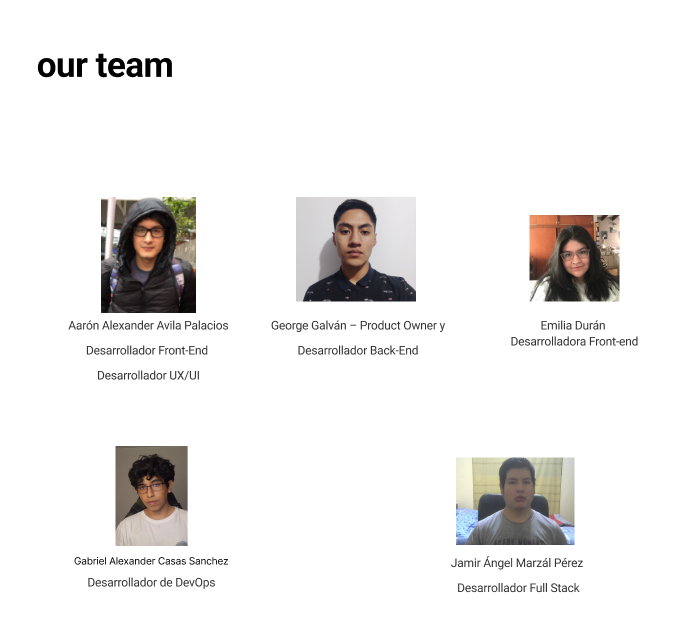 our team
Aarón Alexander Avila Palacios
Desarrollador Front-End
Desarrollador UX/UI
George Galván – Product Owner y
Desarrollador Back-End
Emilia Durán
Desarrolladora Front-end
Gabriel Alexander Casas Sanchez
Desarrollador de DevOps
Jamir Ángel Marzál Pérez
Desarrollador Full Stack